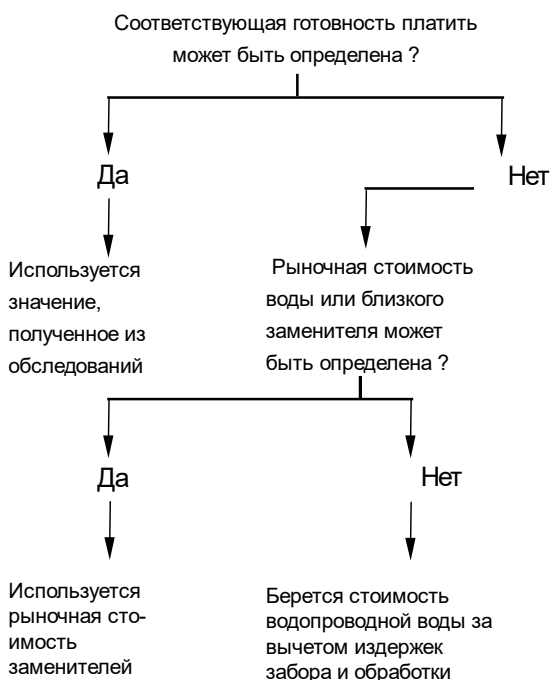 Соответствующая готовность платить
может быть определена ?
Да
Нет
Используется
значение,
полученное из
обследований
Рыночная стоимость
воды или близкого
заменителя может
быть определена ?
Да
Нет
Используется
рыночная сто-
имость
заменителей
Берется стоимость
водопроводной воды за
вычетом издержек
забора и обработки